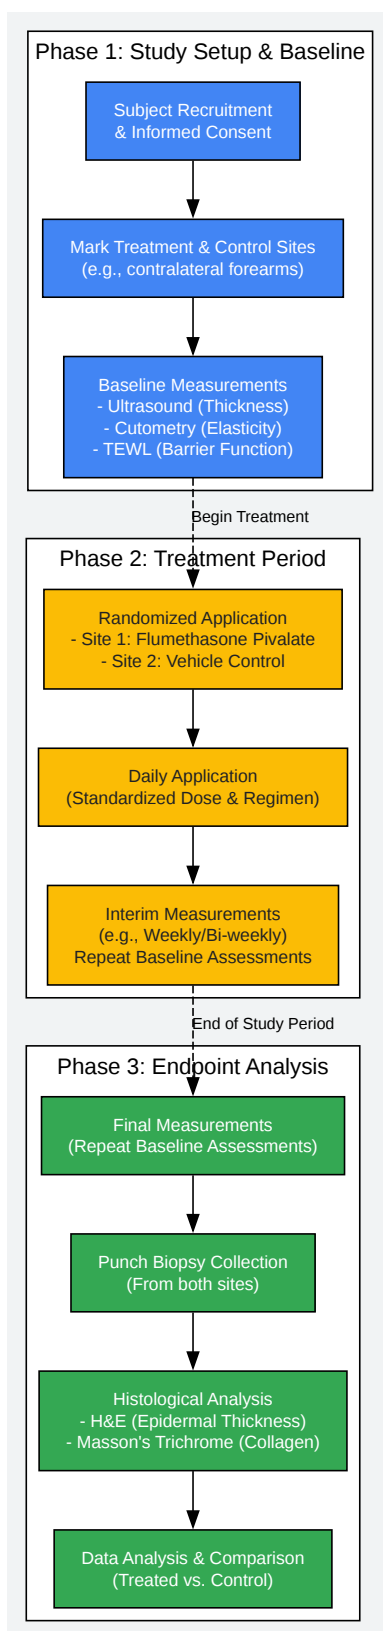 Phase 1: Study Setup & Baseline
Subject Recruitment
& Informed Consent
Mark Treatment & Control Sites
(e.g., contralateral forearms)
Baseline Measurements
- Ultrasound (Thickness)
- Cutometry (Elasticity)
- TEWL (Barrier Function)
Begin Treatment
Phase 2: Treatment Period
Randomized Application
- Site 1: Flumethasone Pivalate
- Site 2: Vehicle Control
Daily Application
(Standardized Dose & Regimen)
Interim Measurements
(e.g., Weekly/Bi-weekly)
Repeat Baseline Assessments
End of Study Period
Phase 3: Endpoint Analysis
Final Measurements
(Repeat Baseline Assessments)
Punch Biopsy Collection
(From both sites)
Histological Analysis
- H&E (Epidermal Thickness)
- Masson's Trichrome (Collagen)
Data Analysis & Comparison
(Treated vs. Control)